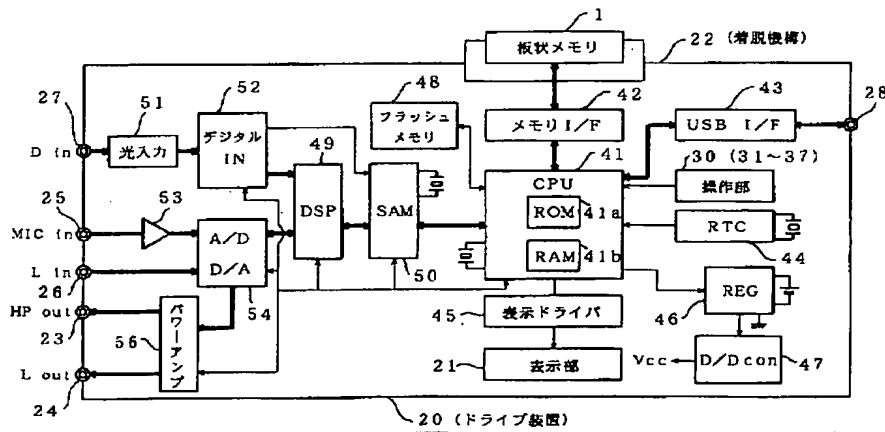 1
板状メモリ
22 (着脱機構)
27
51
52
48
42
43
28
D in
光入力
デジタル
IN
フラッシュ
メモリ
メモリ I/F
USB I/F
49
41
30 (31～37)
25
53
DSP
SAM
CPU
操作部
MIC in
A/D
D/A
ROM
41a
RTC
L in
RAM
41b
44
26
54
50
HP out
パワーアンプ
45
表示ドライバ
46
REG
23
56
21
表示部
Vcc
D/Dcon
47
L out
24
20 (ドライブ装置)